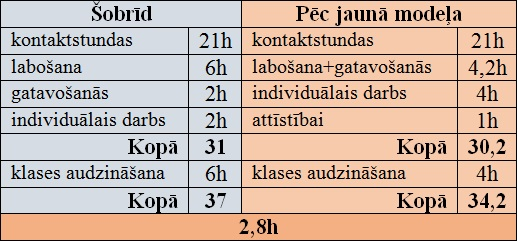 Šobrīd Pēc jaunā modeļa
kontaktstundas 21h kontaktstundas 21h
labošana 6h labošana+gatavošanās 4,2h
gatavošanās 2h individuālais darbs 4h
individuālais darbs 2h attīstībai 1h
Kopā 31 Kopā 30,2
klases audzināšana 6h klases audzināšana 4h
Kopā 37 Kopā 34,2
2,8h